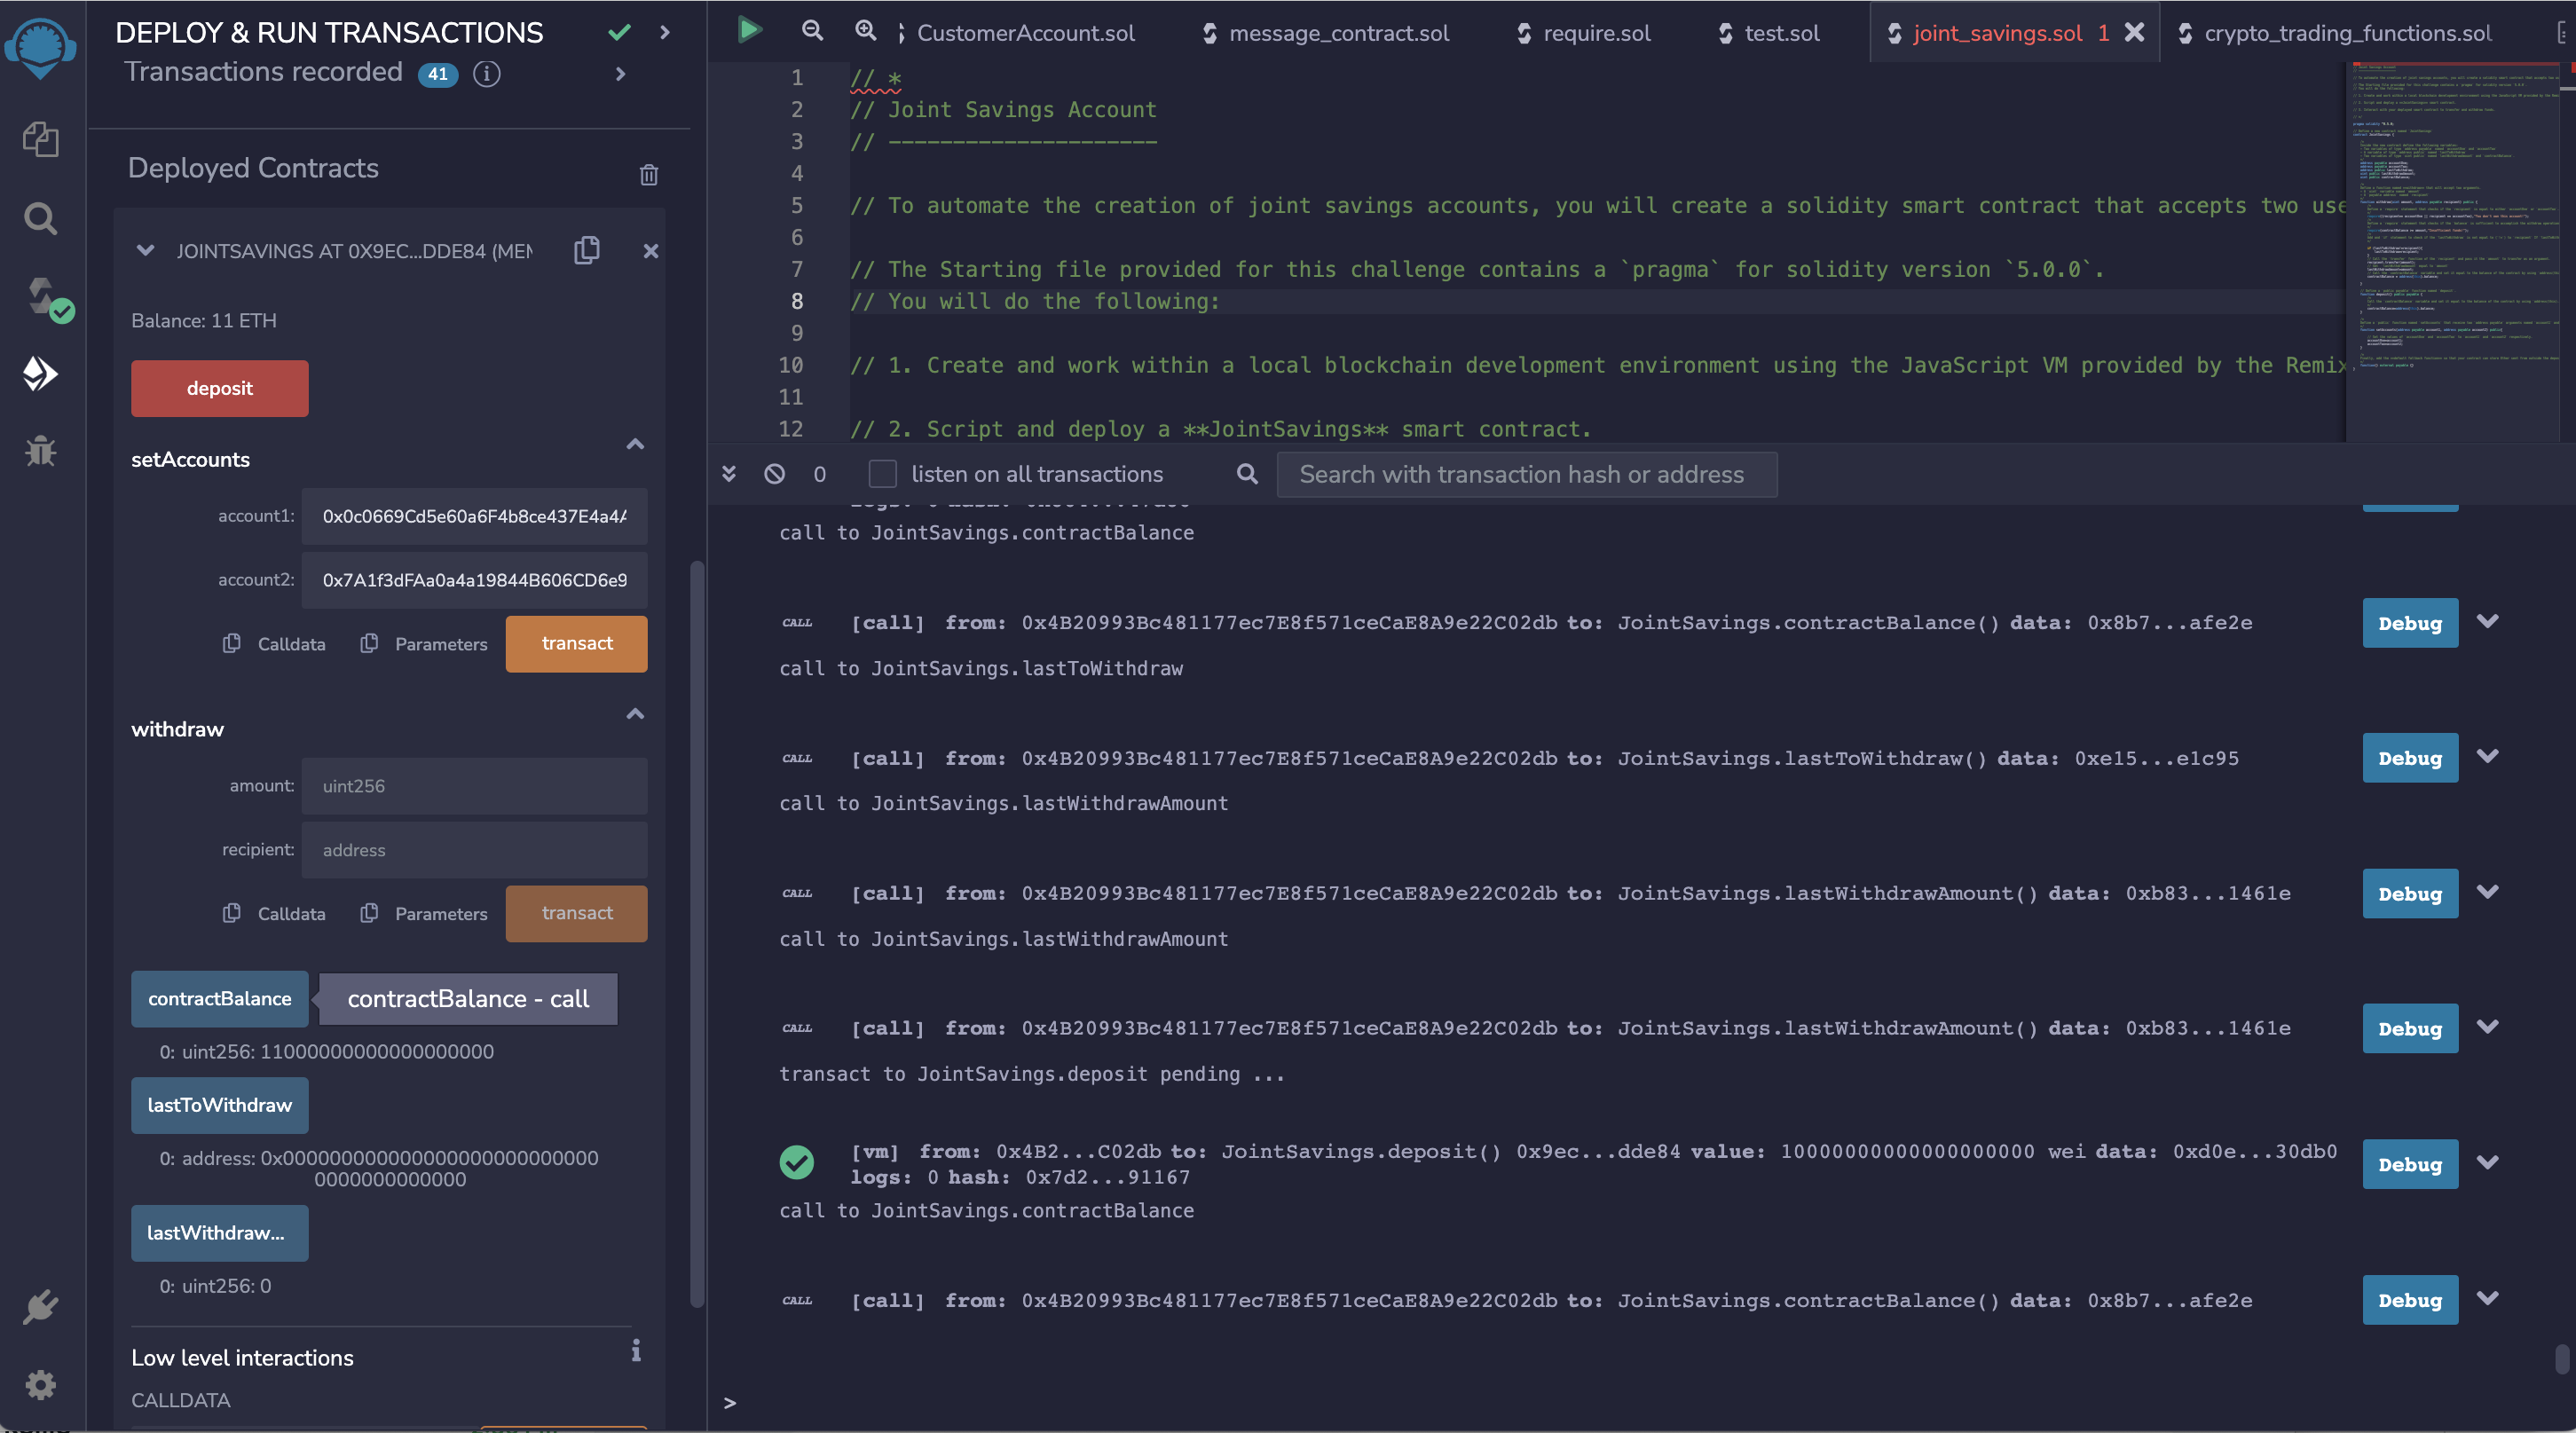 DEPLOY & RUN TRANSACTIONS
Transactions recorded 41 i
Deployed Contracts
JOINTSAVINGS AT 0X9EC...DDE84 (MEM
Balance: 11 ETH
deposit
setAccounts
account1: 0x0c0669Cd5e60a6F4b8ce437E4a4A
account2: 0x7A1f3dFAa0a4a19844B606CD6e9
Calldata Parameters transact
withdraw
amount: uint256
recipient: address
Calldata Parameters transact
contractBalance contractBalance - call
0: uint256: 11000000000000000000
lastToWithdraw
0: address: 0x000000000000000000000000000
0000000000000
lastWithdraw...
0: uint256: 0
Low level interactions i
CALLDATA
CustomerAccount.sol message_contract.sol require.sol test.sol joint_savings.sol 1 crypto_trading_functions.sol
1 // *
2 // Joint Savings Account
3 // ---------------------
4
5 // To automate the creation of joint savings accounts, you will create a solidity smart contract that accepts two use
6
7 // The Starting file provided for this challenge contains a `pragma` for solidity version `5.0.0`.
8 // You will do the following:
9
10 // 1. Create and work within a local blockchain development environment using the JavaScript VM provided by the Remix
11
12 // 2. Script and deploy a **JointSavings** smart contract.
0 listen on all transactions Search with transaction hash or address
call to JointSavings.contractBalance
CALL [call] from: 0x4B20993Bc481177ec7E8f571ceCaE8A9e22C02db to: JointSavings.contractBalance() data: 0x8b7...afe2e Debug
call to JointSavings.lastToWithdraw
CALL [call] from: 0x4B20993Bc481177ec7E8f571ceCaE8A9e22C02db to: JointSavings.lastToWithdraw() data: 0xe15...e1c95 Debug
call to JointSavings.lastWithdrawAmount
CALL [call] from: 0x4B20993Bc481177ec7E8f571ceCaE8A9e22C02db to: JointSavings.lastWithdrawAmount() data: 0xb83...1461e Debug
call to JointSavings.lastWithdrawAmount
CALL [call] from: 0x4B20993Bc481177ec7E8f571ceCaE8A9e22C02db to: JointSavings.lastWithdrawAmount() data: 0xb83...1461e Debug
transact to JointSavings.deposit pending ...
[vm] from: 0x4B2...C02db to: JointSavings.deposit() 0x9ec...dde84 value: 10000000000000000000 wei data: 0xd0e...30db0 Debug
logs: 0 hash: 0x7d2...91167
call to JointSavings.contractBalance
CALL [call] from: 0x4B20993Bc481177ec7E8f571ceCaE8A9e22C02db to: JointSavings.contractBalance() data: 0x8b7...afe2e Debug
>